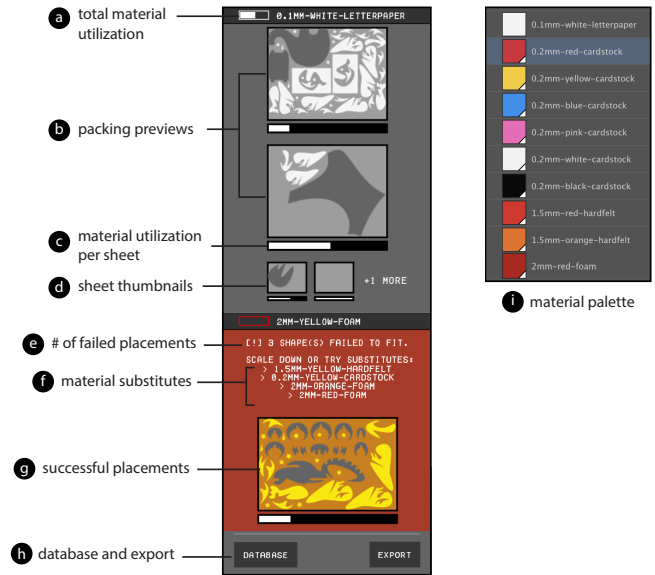 a total material
utilization
0.1MM-WHITE-LETTERPAPER
b packing previews
c material utilization
per sheet
d sheet thumbnails
+1 MORE
2MM-YELLOW-FOAM
e # of failed placements
[!] 3 SHAPE(S) FAILED TO FIT.
SCALE DOWN OR TRY SUBSTITUTES:
f material substitutes
> 1.5MM-YELLOW-HARDFELT
> 0.2MM-YELLOW-CARDSTOCK
> 2MM-ORANGE-FOAM
> 2MM-RED-FOAM
g successful placements
h database and export
DATABASE
EXPORT
0.1mm-white-letterpaper
0.2mm-red-cardstock
0.2mm-yellow-cardstock
0.2mm-blue-cardstock
0.2mm-pink-cardstock
0.2mm-white-cardstock
0.2mm-black-cardstock
1.5mm-red-hardfelt
1.5mm-orange-hardfelt
2mm-red-foam
i material palette